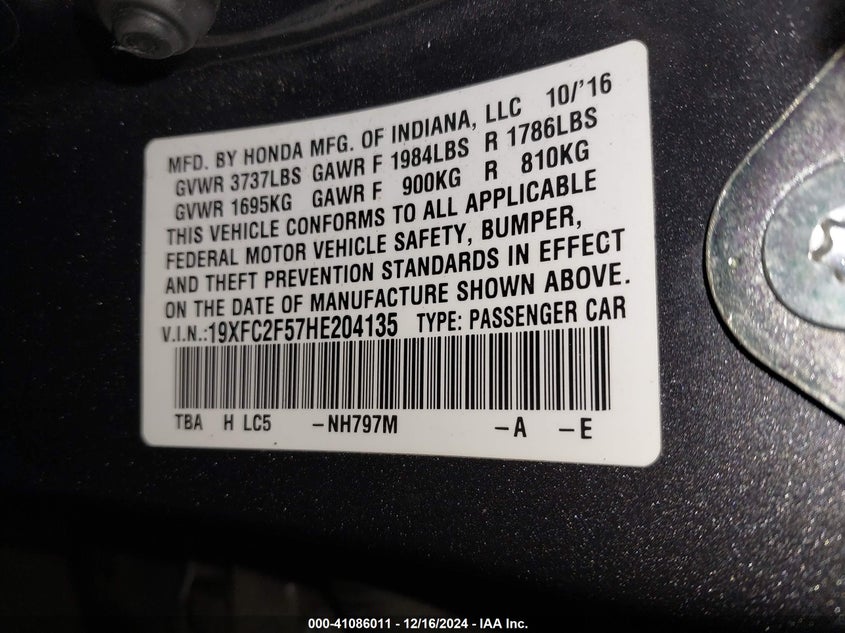 MFD. BY HONDA MFG. OF INDIANA, LLC 10/'16
GVWR 3737LBS GAWR F 1984LBS R 1786LBS
GVWR 1695KG GAWR F 900KG R 810KG
THIS VEHICLE CONFORMS TO ALL APPLICABLE
FEDERAL MOTOR VEHICLE SAFETY, BUMPER,
AND THEFT PREVENTION STANDARDS IN EFFECT
ON THE DATE OF MANUFACTURE SHOWN ABOVE.
V.I.N.:19XFC2F57HE204135 TYPE: PASSENGER CAR
TBA H LC5 -NH797M -A -E
000-41086011 - 12/16/2024 - IAA Inc.